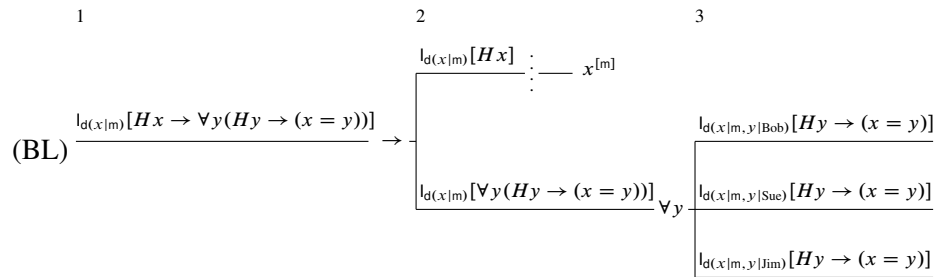 1 2 3
I_{d(x|m)}[Hx] x^{[m]}
I_{d(x|m)}[Hx → ∀y(Hy → (x = y))] I_{d(x|m,y|Bob)}[Hy → (x = y)]
(BL) →
I_{d(x|m)}[∀y(Hy → (x = y))] ∀y I_{d(x|m,y|Sue)}[Hy → (x = y)]
I_{d(x|m,y|Jim)}[Hy → (x = y)]